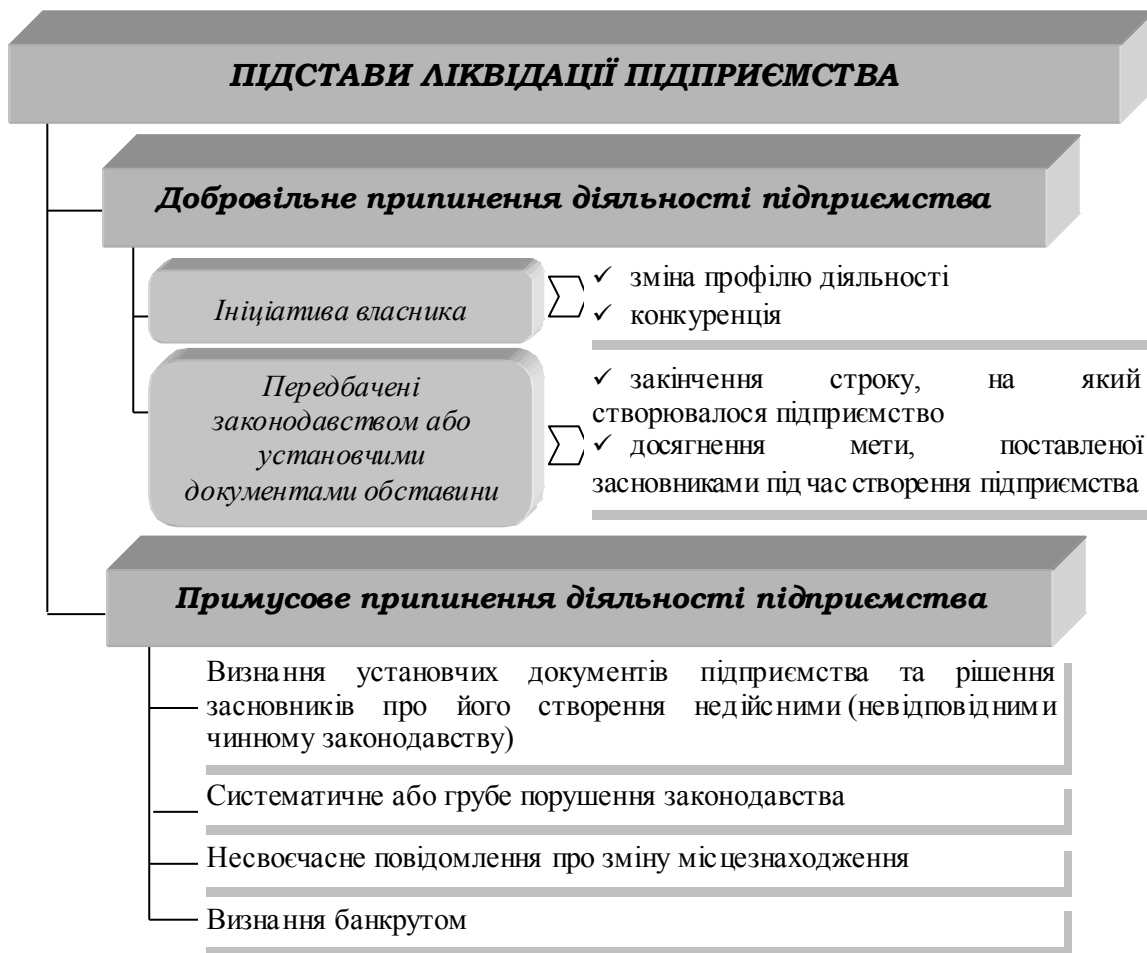 ПІДСТАВИ ЛІКВІДАЦІЇ ПІДПРИЄМСТВА
Добровільне припинення діяльності підприємства
Ініціатива власника
✓ зміна профілю діяльності
✓ конкуренція
Передбачені
законодавством або
установчими
документами обставини
✓ закінчення строку, на який
створювалося підприємство
✓ досягнення мети, поставленої
засновниками під час створення підприємства
Примусове припинення діяльності підприємства
Визнання установчих документів підприємства та рішення
засновників про його створення недійсними (невідповідними
чинному законодавству)
Систематичне або грубе порушення законодавства
Несвоєчасне повідомлення про зміну місцезнаходження
Визнання банкрутом